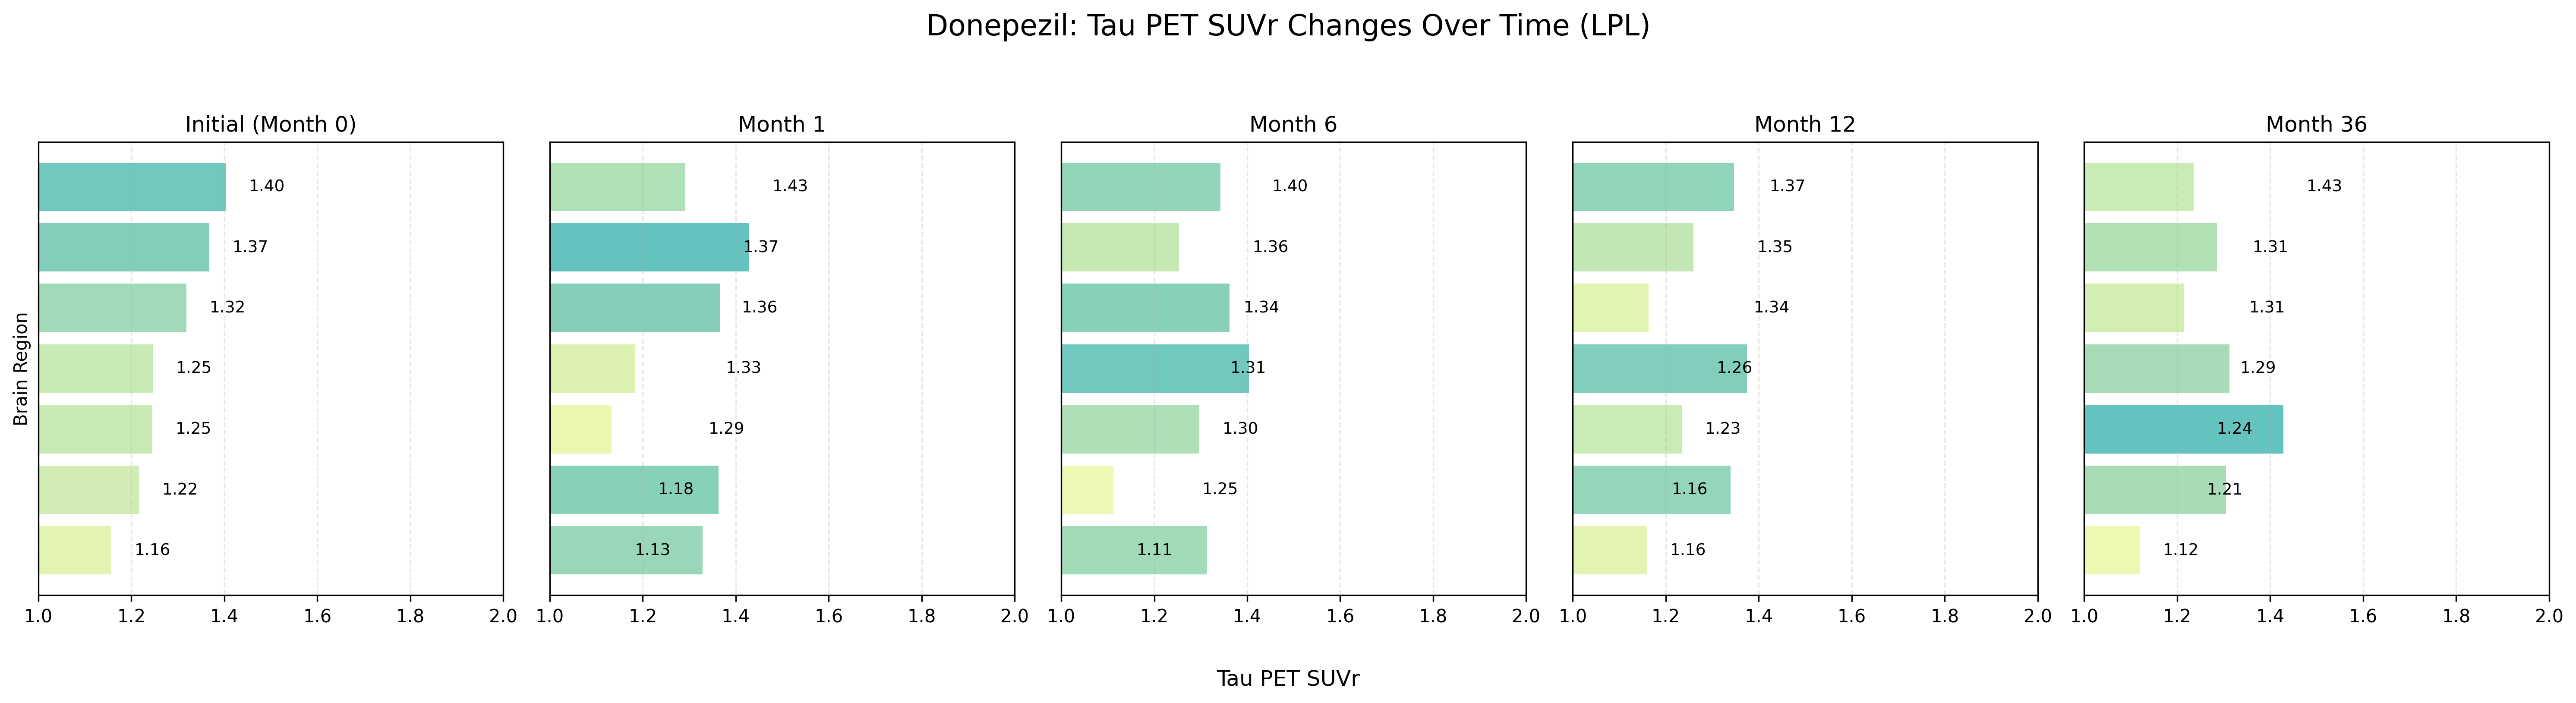 Donepezil: Tau PET SUVr Changes Over Time (LPL)
Initial (Month 0)
1.40
1.37
1.32
1.25
1.25
1.22
1.16
1.0 1.2 1.4 1.6 1.8 2.0
Brain Region
Month 1
1.43
1.37
1.36
1.33
1.29
1.18
1.13
1.0 1.2 1.4 1.6 1.8 2.0
Month 6
1.40
1.36
1.34
1.31
1.30
1.25
1.11
1.0 1.2 1.4 1.6 1.8 2.0
Month 12
1.37
1.35
1.34
1.26
1.23
1.16
1.16
1.0 1.2 1.4 1.6 1.8 2.0
Month 36
1.43
1.31
1.31
1.29
1.24
1.21
1.12
1.0 1.2 1.4 1.6 1.8 2.0
Tau PET SUVr